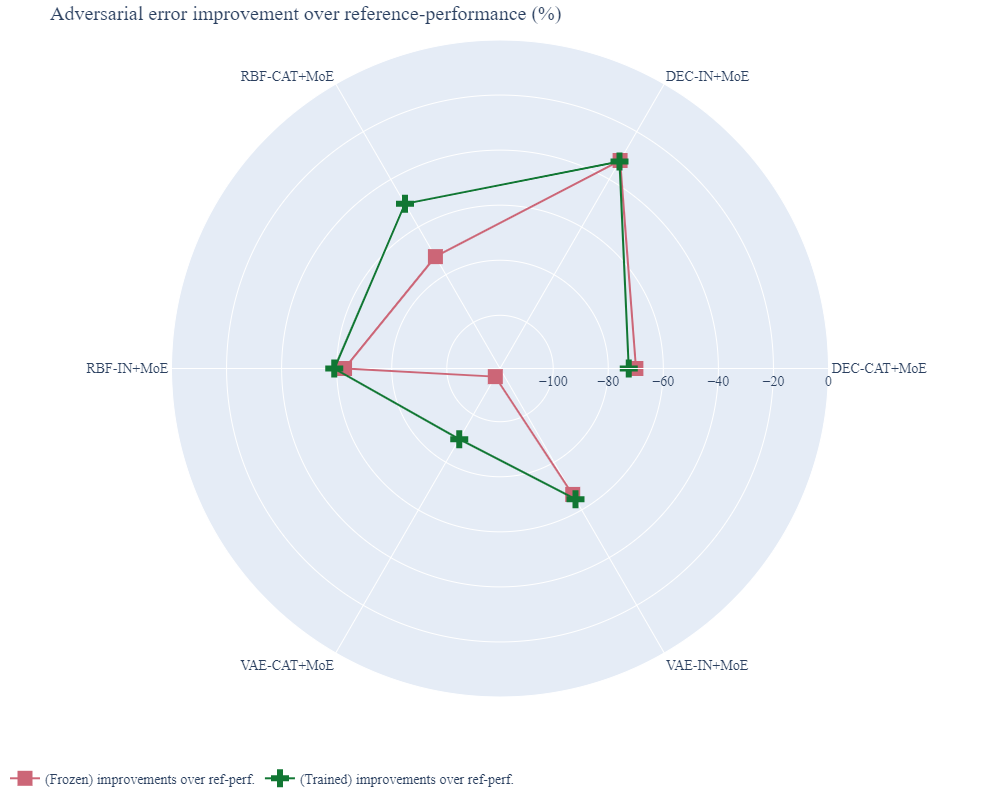 Adversarial error improvement over reference-performance (%)
RBF-CAT+MoE
DEC-IN+MoE
RBF-IN+MoE
DEC-CAT+MoE
−100
−80
−60
−40
−20
0
VAE-CAT+MoE
VAE-IN+MoE
(Frozen) improvements over ref-perf.
(Trained) improvements over ref-perf.